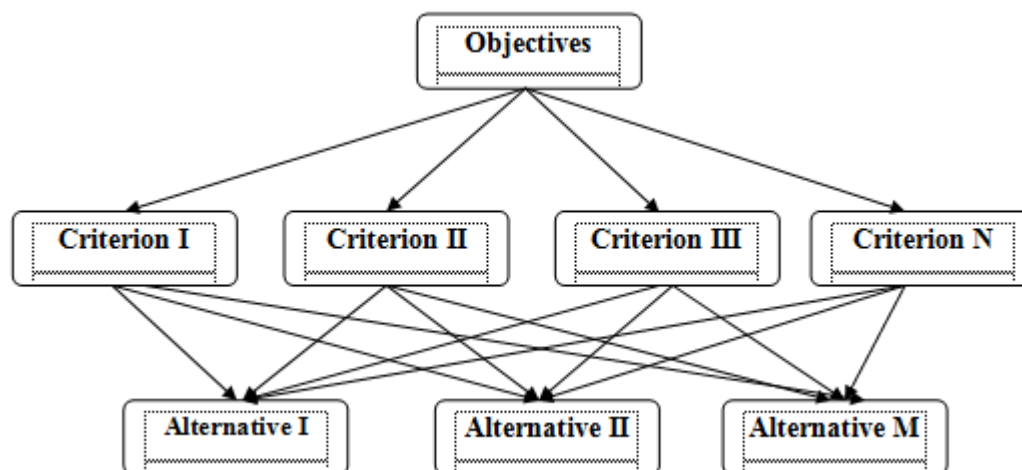 Objectives
Criterion I
Criterion II
Criterion III
Criterion N
Alternative I
Alternative II
Alternative M